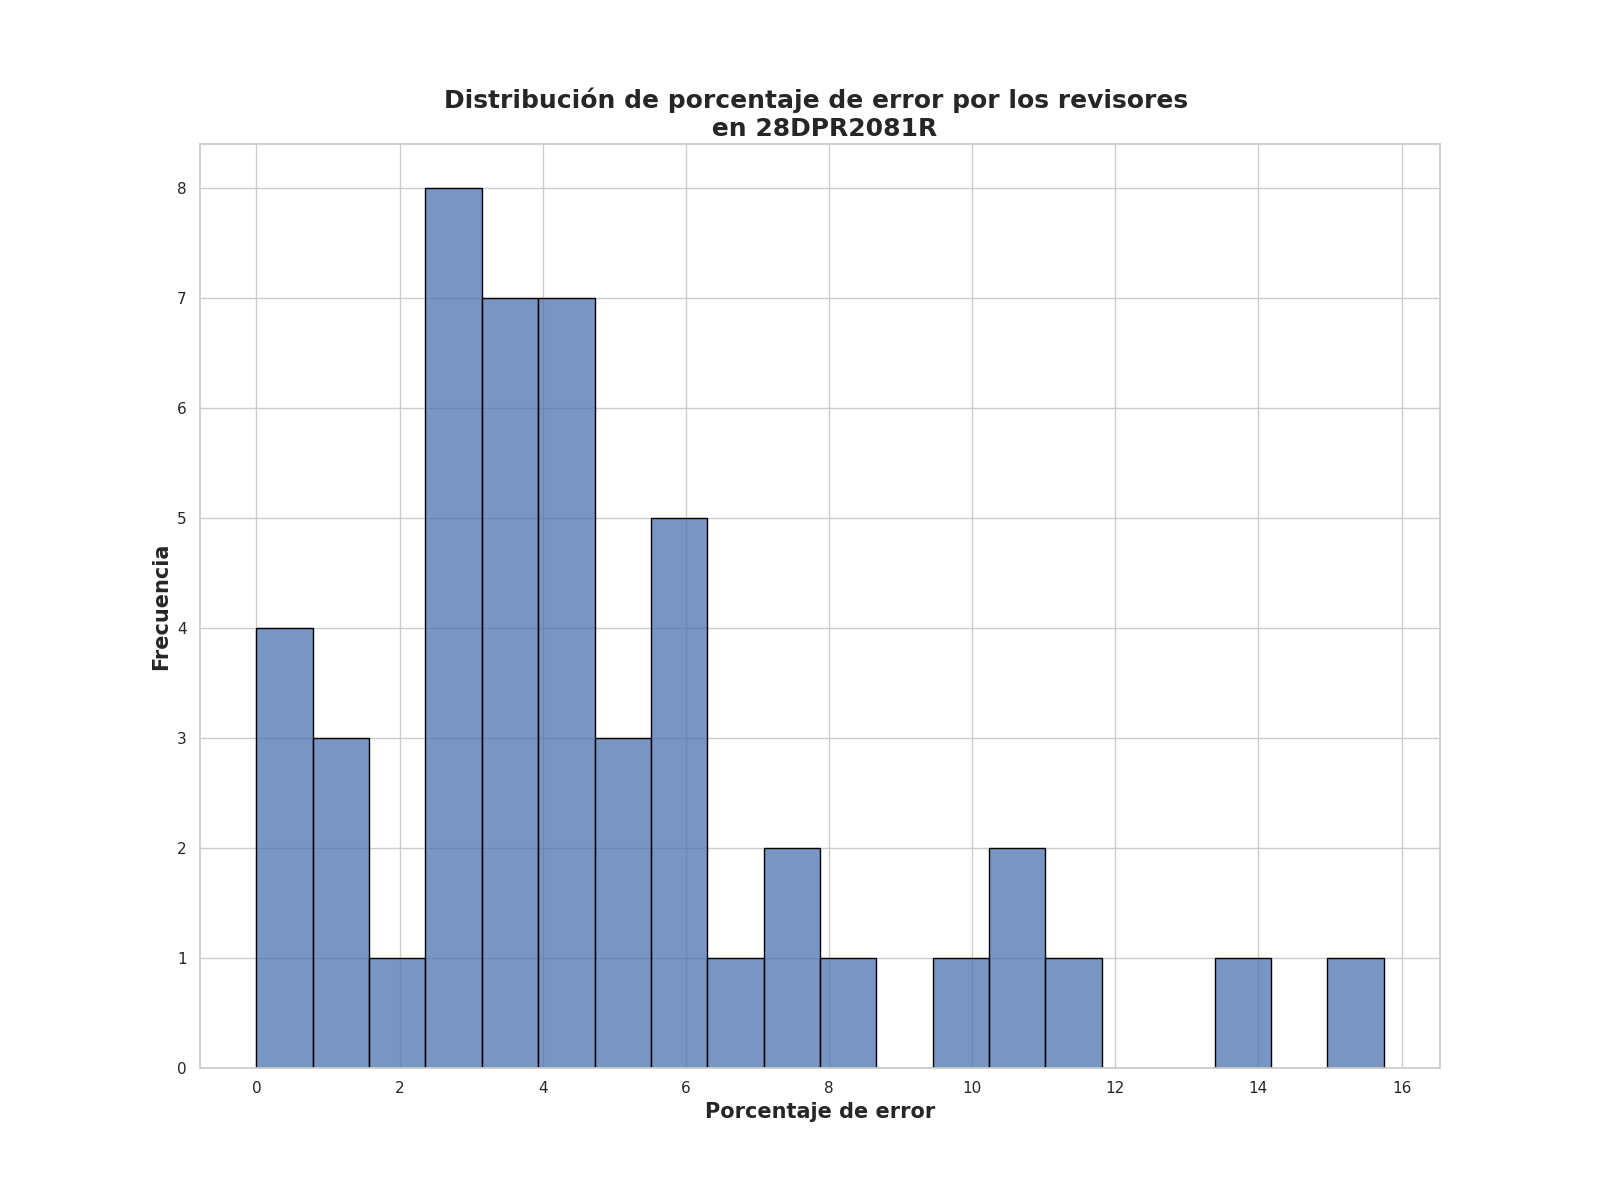 Distribución de porcentaje de error por los revisores
en 28DPR2081R
8
7
6
5
4
3
2
1
0
Frecuencia
0 2 4 6 8 10 12 14 16
Porcentaje de error